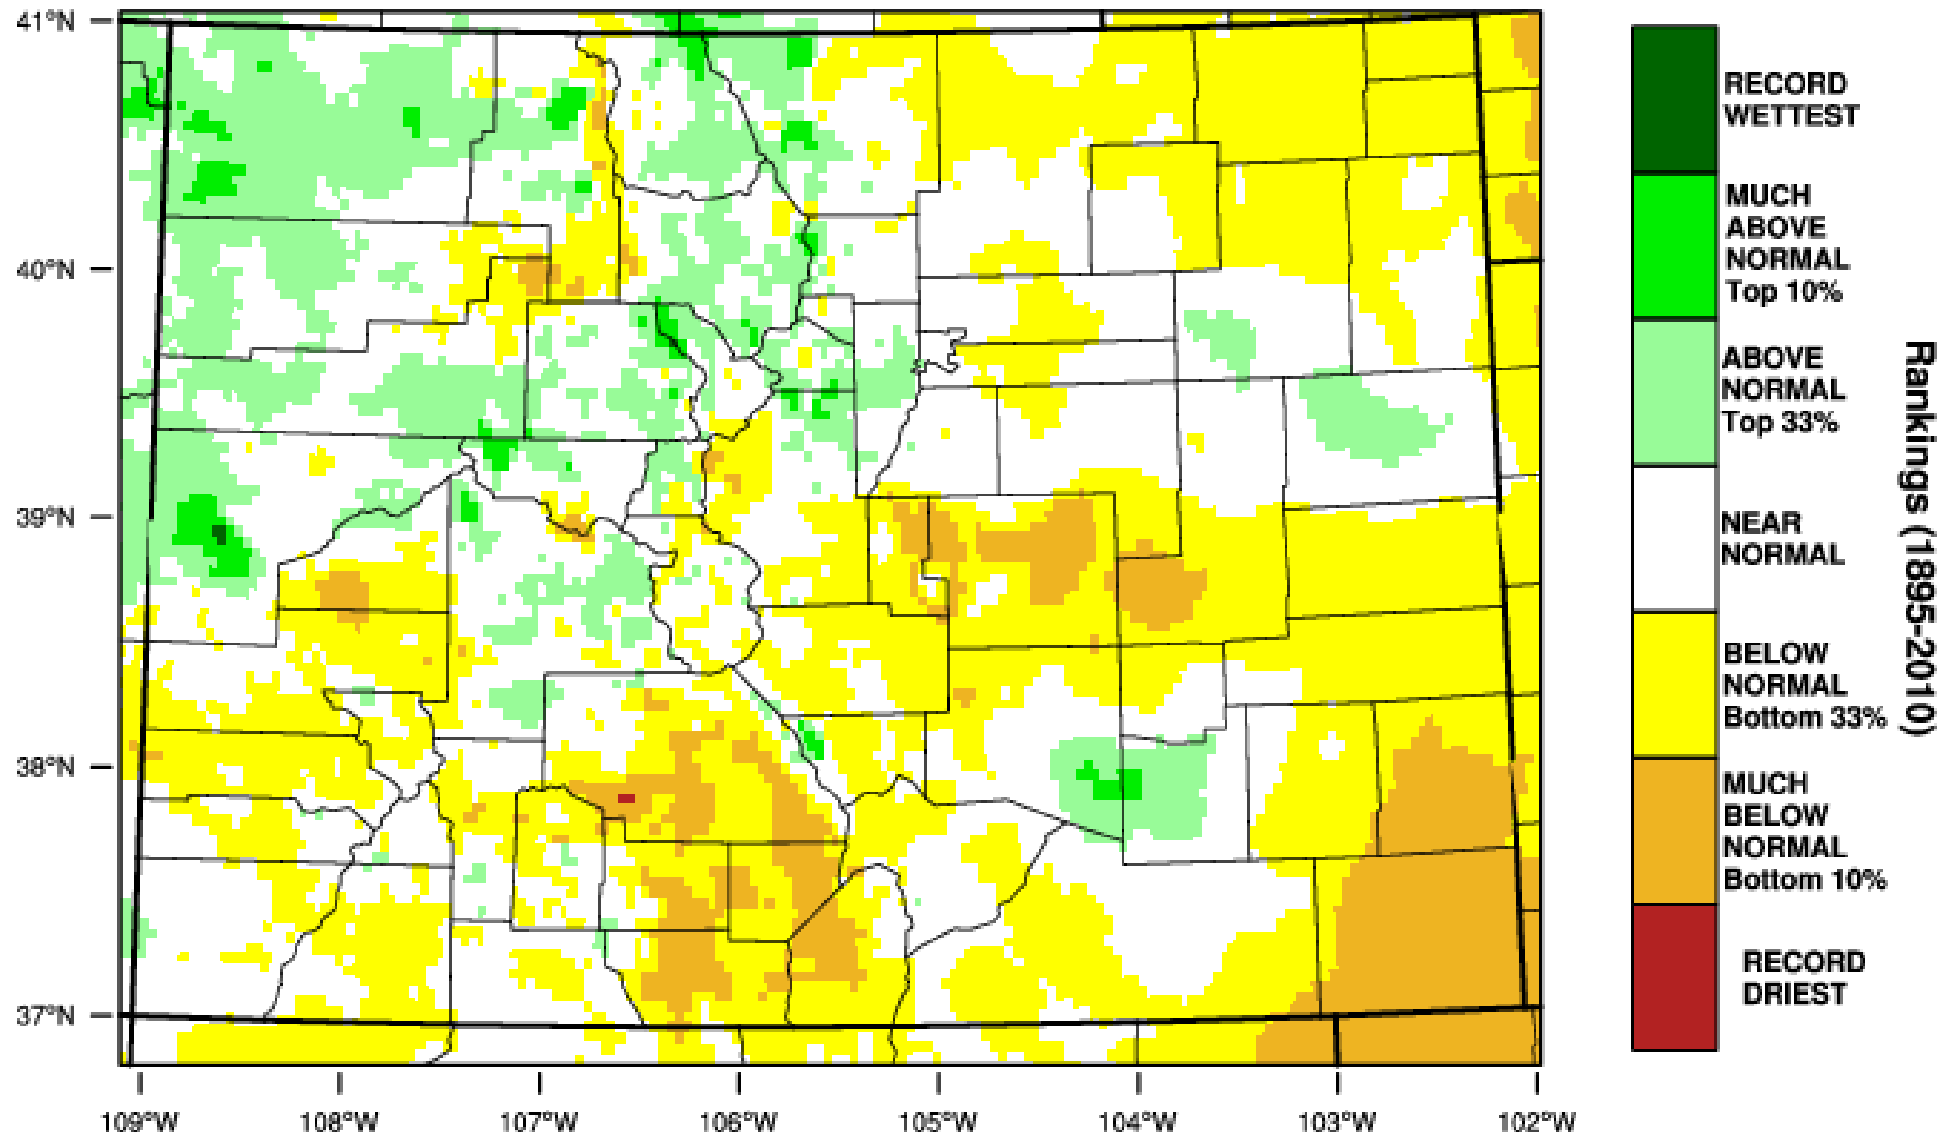 41°N
40°N
39°N
38°N
37°N
109°W
108°W
107°W
106°W
105°W
104°W
103°W
102°W
RECORD
WETTEST
MUCH
ABOVE
NORMAL
Top 10%
ABOVE
NORMAL
Top 33%
NEAR
NORMAL
BELOW
NORMAL
Bottom 33%
MUCH
BELOW
NORMAL
Bottom 10%
RECORD
DRIEST
Rankings (1895-2010)